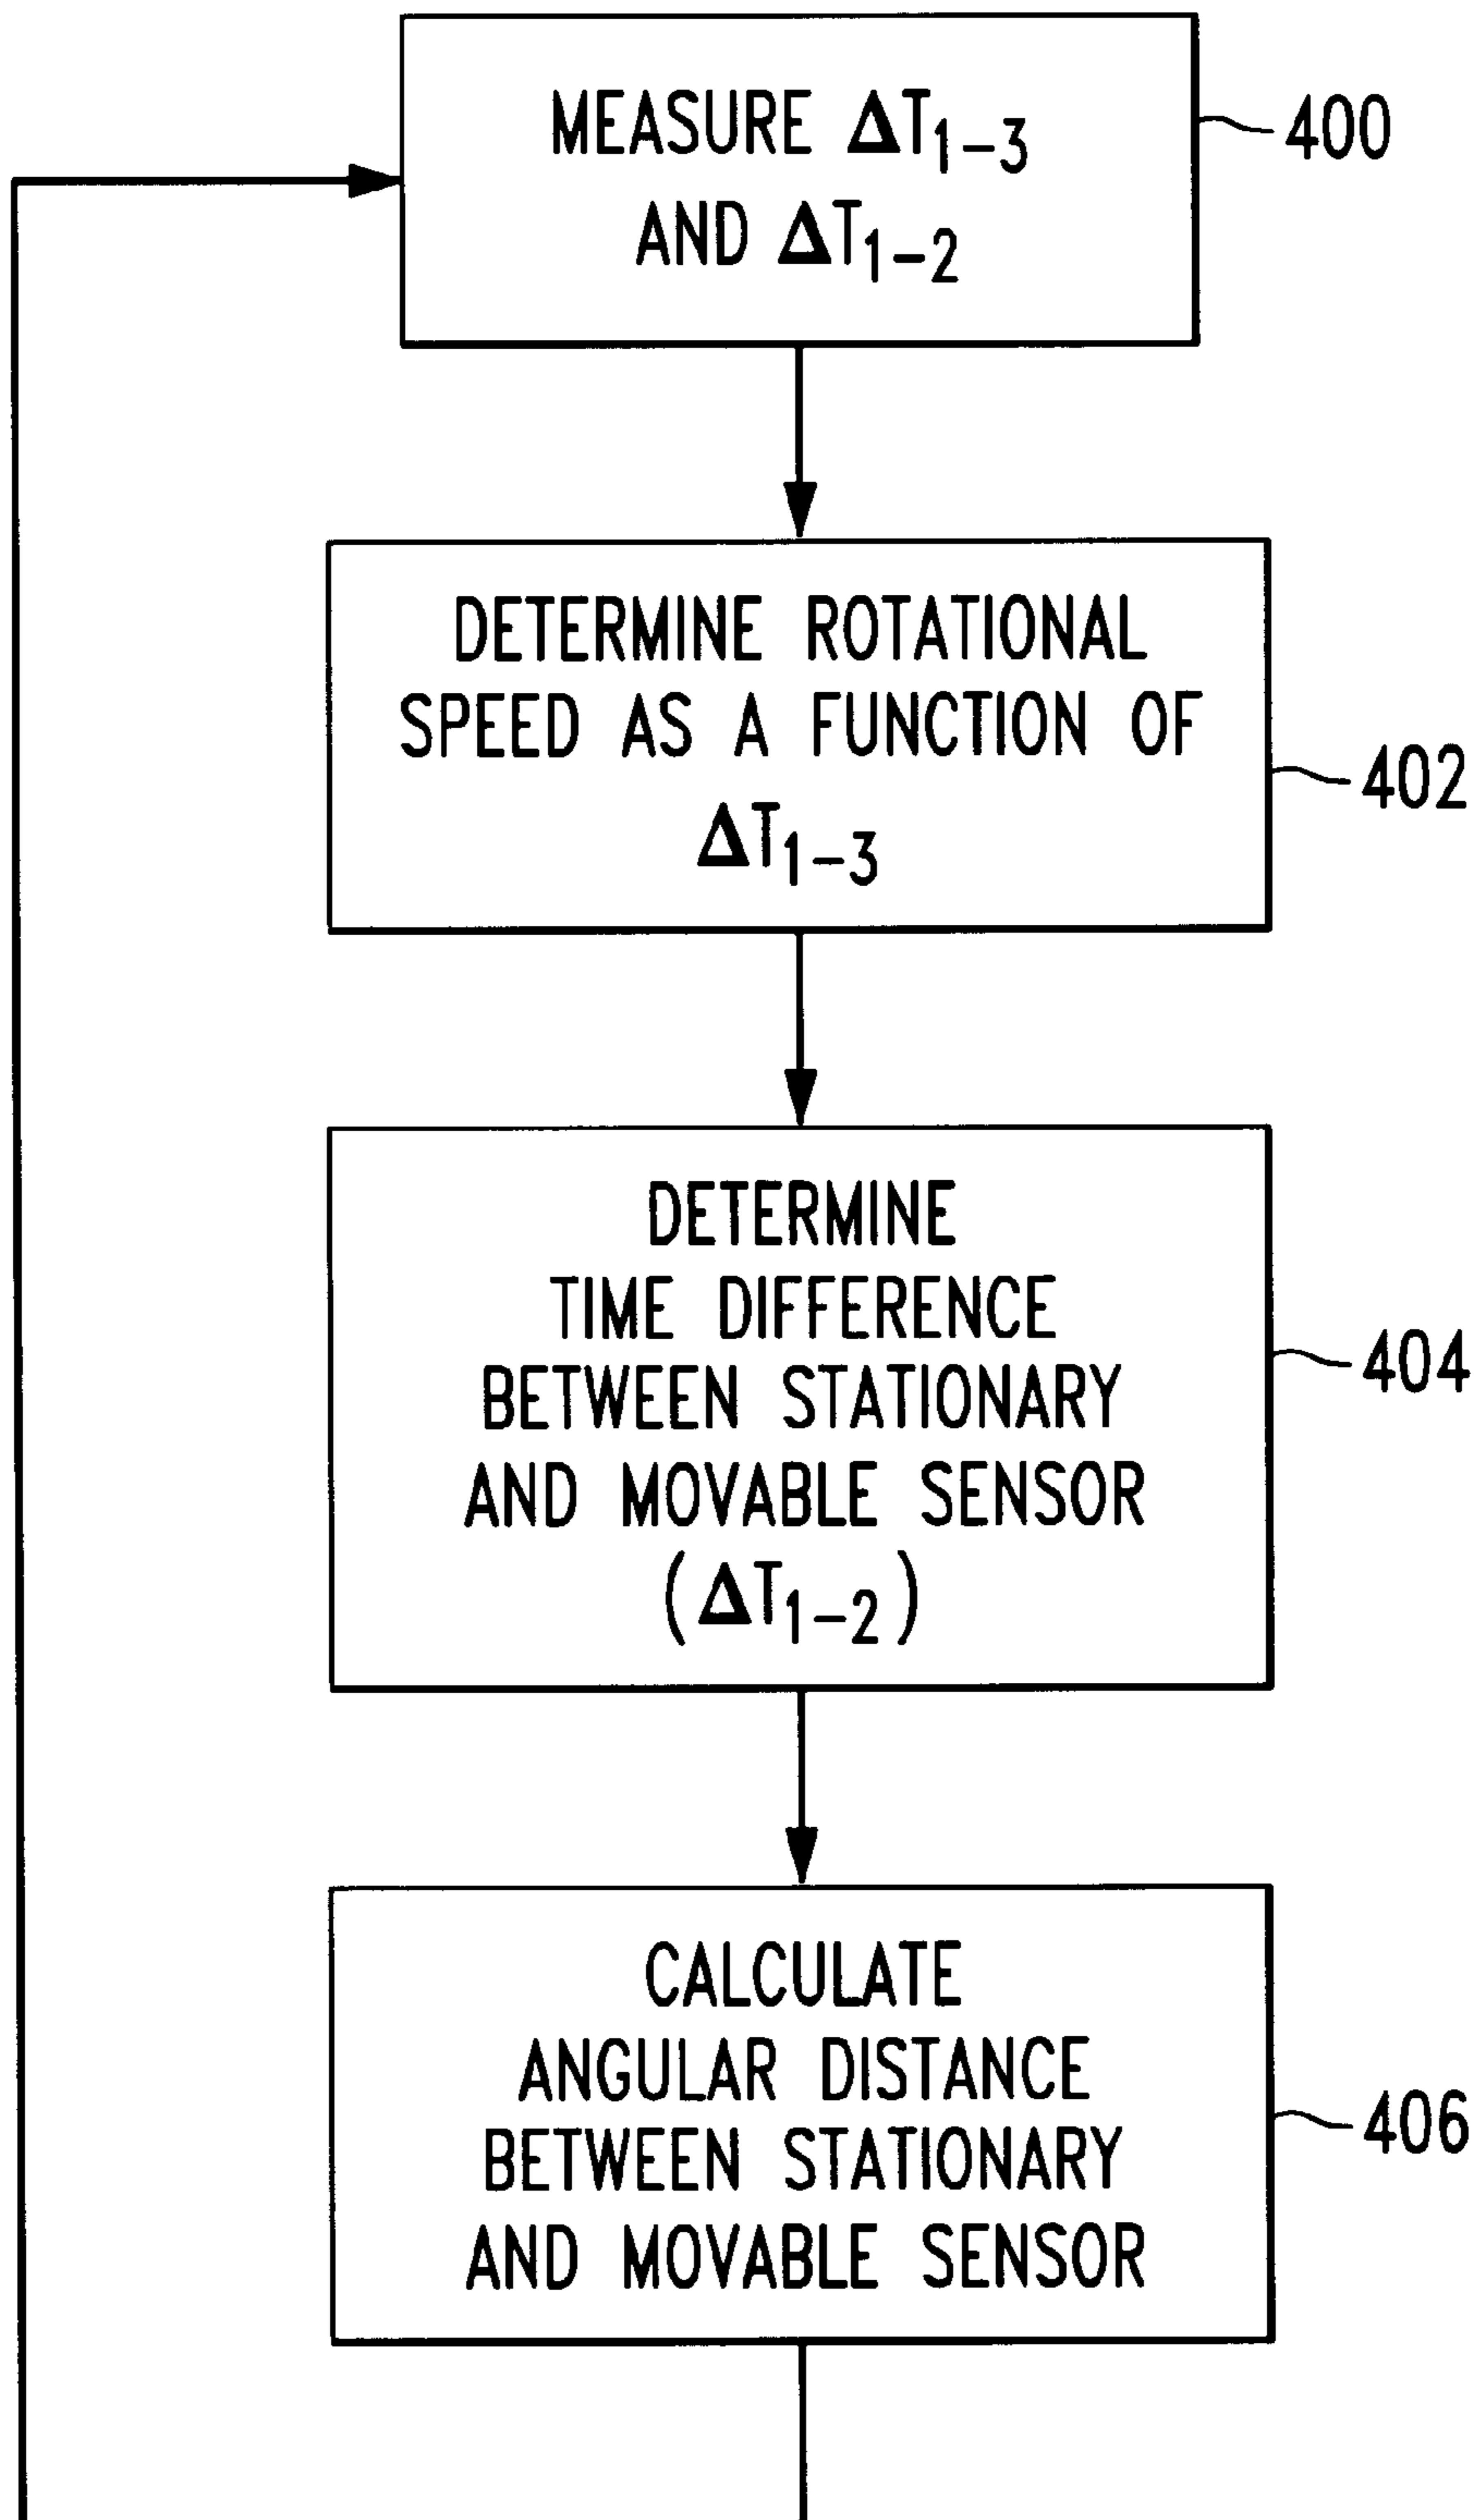 MEASURE ΔT1-3
AND ΔT1-2
400
DETERMINE ROTATIONAL
SPEED AS A FUNCTION OF
ΔT1-3
402
DETERMINE
TIME DIFFERENCE
BETWEEN STATIONARY
AND MOVABLE SENSOR
(ΔT1-2)
404
CALCULATE
ANGULAR DISTANCE
BETWEEN STATIONARY
AND MOVABLE SENSOR
406